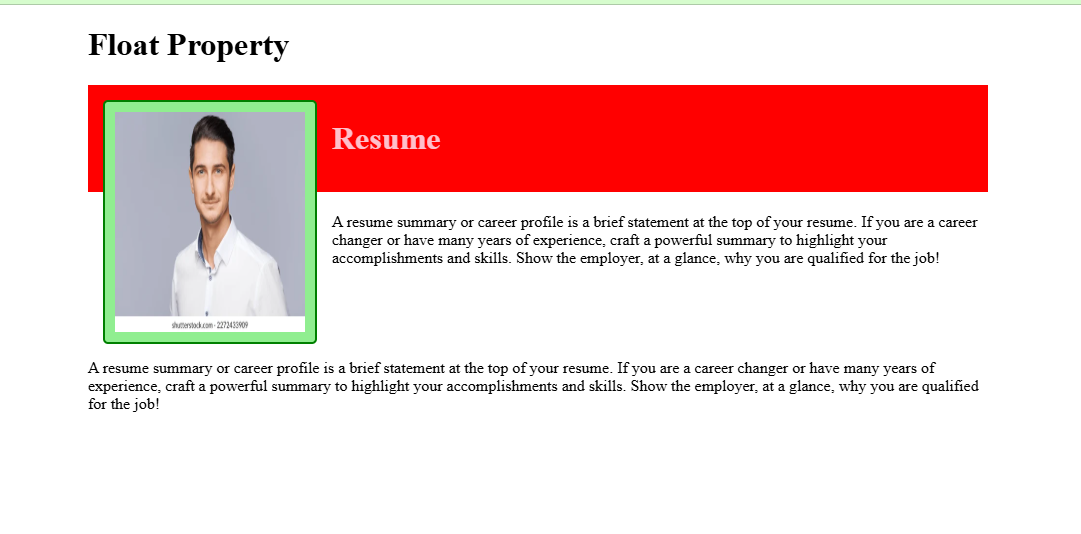 Float Property
Resume
A resume summary or career profile is a brief statement at the top of your resume. If you are a career
changer or have many years of experience, craft a powerful summary to highlight your
accomplishments and skills. Show the employer, at a glance, why you are qualified for the job!
shutterstock.com · 2272433909
A resume summary or career profile is a brief statement at the top of your resume. If you are a career changer or have many years of
experience, craft a powerful summary to highlight your accomplishments and skills. Show the employer, at a glance, why you are qualified
for the job!